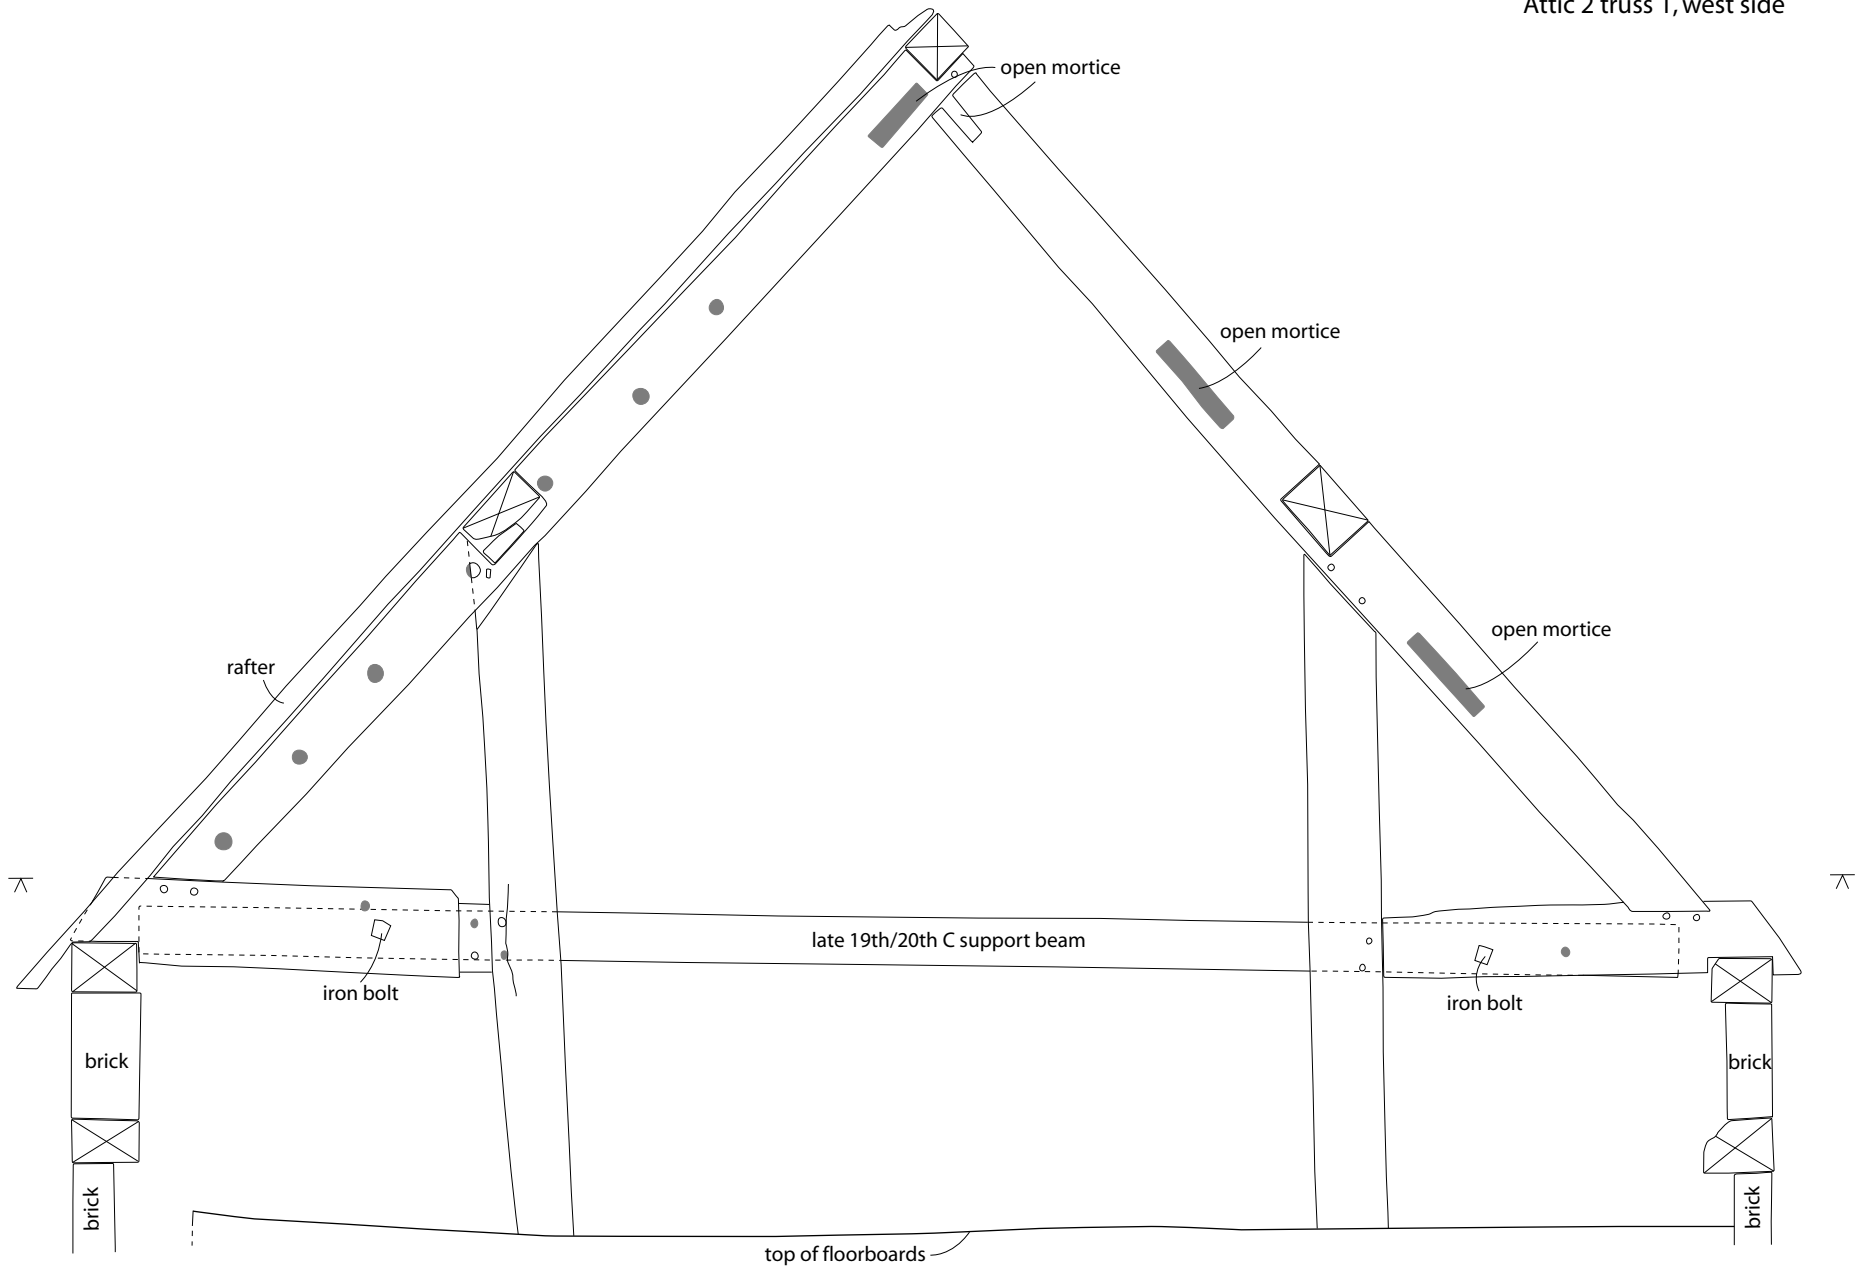 Attic 2 truss 1, west side
open mortice
open mortice
open mortice
rafter
late 19th/20th C support beam
iron bolt
iron bolt
brick
brick
brick
brick
top of floorboards